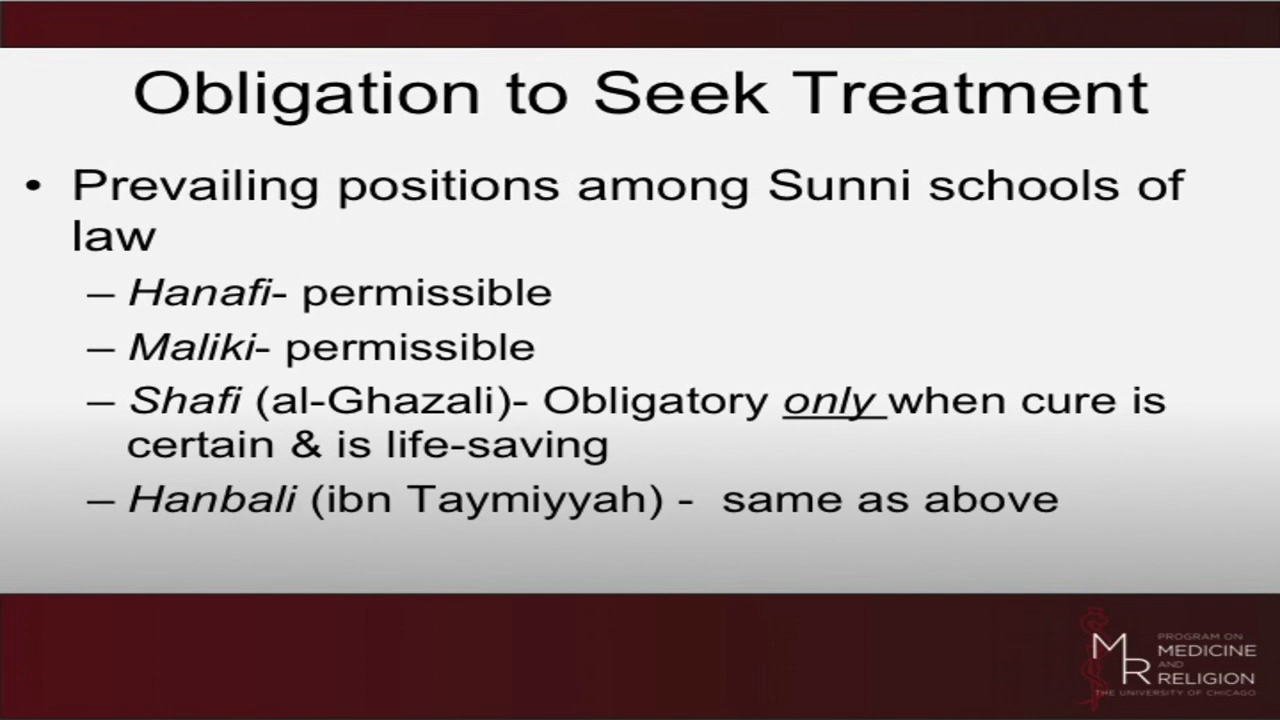 Obligation to Seek Treatment
• Prevailing positions among Sunni schools of
law
– Hanafi- permissible
– Maliki- permissible
– Shafi (al-Ghazali)- Obligatory only when cure is
certain & is life-saving
– Hanbali (ibn Taymiyyah) - same as above
MR
PROGRAM ON
MEDICINE
AND
RELIGION
THE UNIVERSITY OF CHICAGO